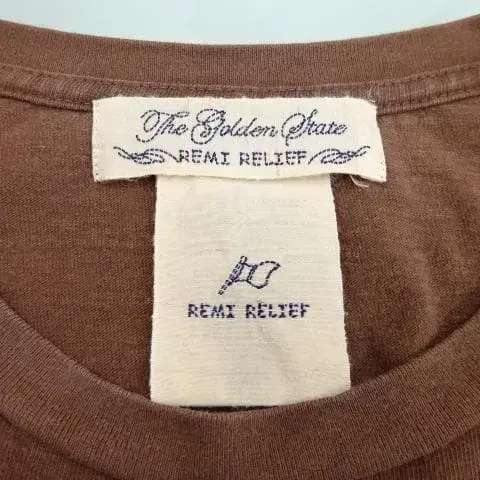 The Golden State
REMI RELIEF
REMI RELIEF